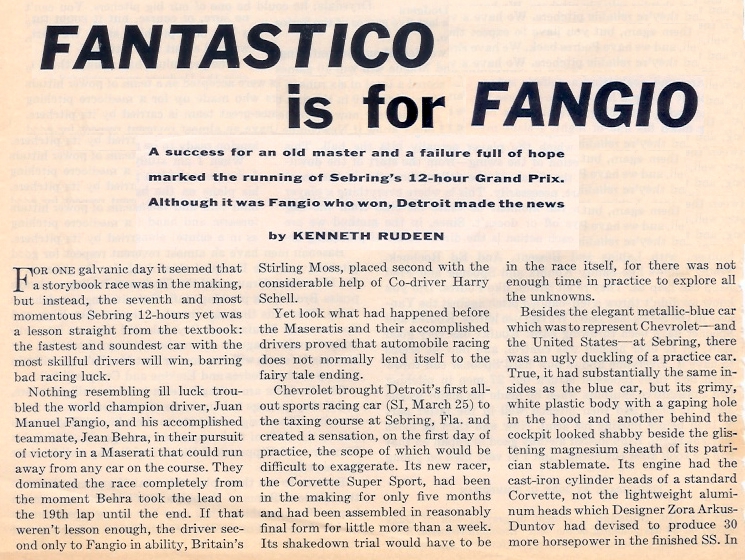 FANTASTICO
is for FANGIO
A success for an old master and a failure full of hope
marked the running of Sebring's 12-hour Grand Prix.
Although it was Fangio who won, Detroit made the news
by KENNETH RUDEEN
FOR ONE galvanic day it seemed that
a storybook race was in the making,
but instead, the seventh and most
momentous Sebring 12-hours yet was
a lesson straight from the textbook:
the fastest and soundest car with the
most skillful drivers will win, barring
bad racing luck.
Nothing resembling ill luck trou-
bled the world champion driver, Juan
Manuel Fangio, and his accomplished
teammate, Jean Behra, in their pursuit
of victory in a Maserati that could run
away from any car on the course. They
dominated the race completely from
the moment Behra took the lead on
the 19th lap until the end. If that
weren't lesson enough, the driver sec-
ond only to Fangio in ability, Britain's
Stirling Moss, placed second with the
considerable help of Co-driver Harry
Schell.
Yet look what had happened before
the Maseratis and their accomplished
drivers proved that automobile racing
does not normally lend itself to the
fairy tale ending.
Chevrolet brought Detroit's first all-
out sports racing car (SI, March 25) to
the taxing course at Sebring, Fla. and
created a sensation, on the first day of
practice, the scope of which would be
difficult to exaggerate. Its new racer,
the Corvette Super Sport, had been
in the making for only five months
and had been assembled in reasonably
final form for little more than a week.
Its shakedown trial would have to be
in the race itself, for there was not
enough time in practice to explore all
the unknowns.
Besides the elegant metallic-blue car
which was to represent Chevrolet—and
the United States—at Sebring, there
was an ugly duckling of a practice car.
True, it had substantially the same in-
sides as the blue car, but its grimy,
white plastic body with a gaping hole
in the hood and another behind the
cockpit looked shabby beside the glis-
tening magnesium sheath of its patri-
cian stablemate. Its engine had the
cast-iron cylinder heads of a standard
Corvette, not the lightweight alumi-
num heads which Designer Zora Arkus-
Duntov had devised to produce 30
more horsepower in the finished SS. In